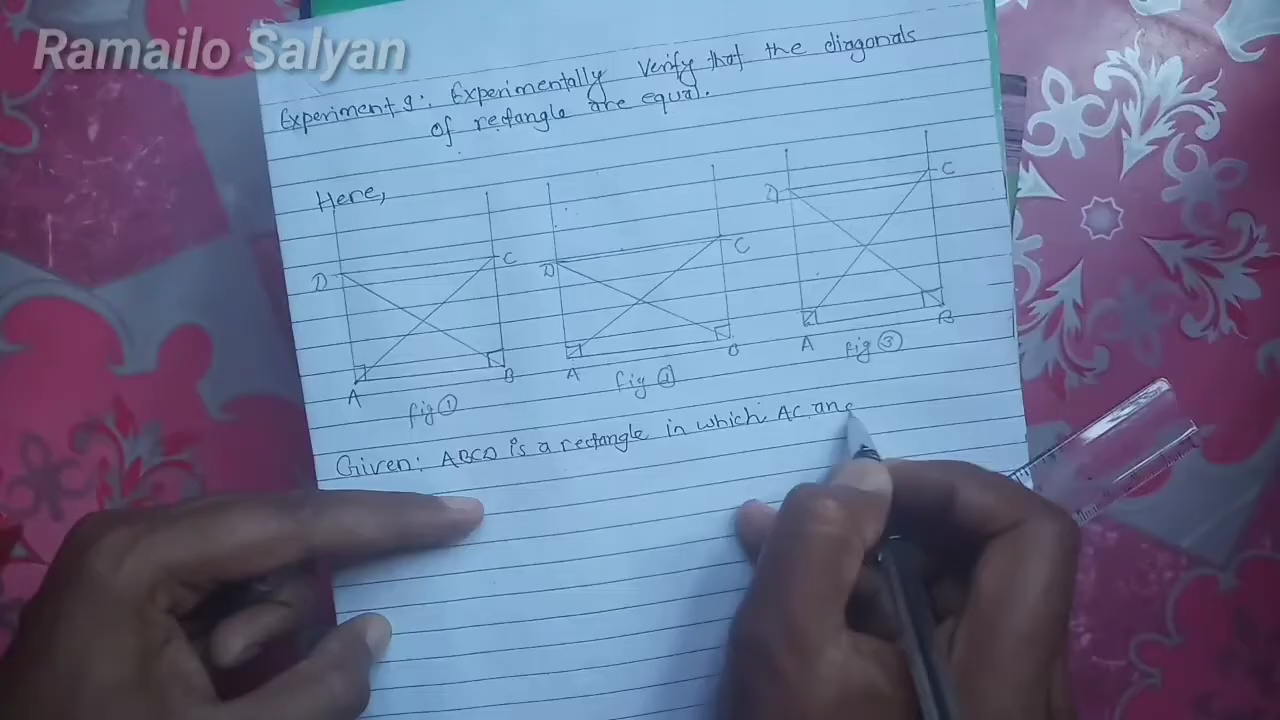 Ramailo Salyan
Experiment 9: Experimentally Verify that the diagonals
of rectangle are equal.
Here,
D C D C D C
A B A B A B
fig ① fig ② fig ③
Given: ABCD is a rectangle in which AC and